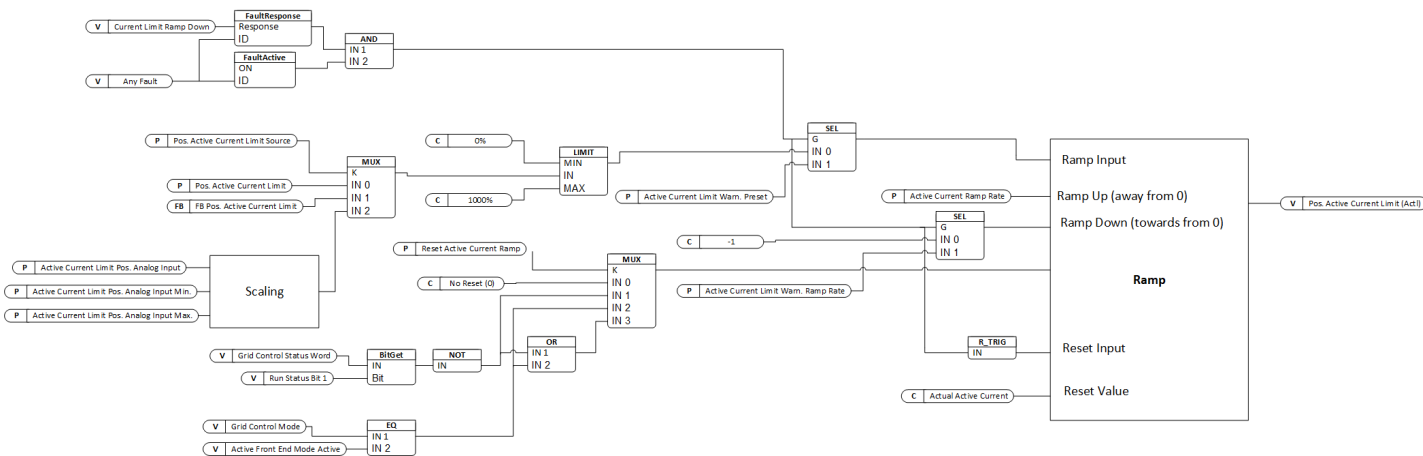 FaultResponse
V Current Limit Ramp Down
Response
ID
AND
IN 1
IN 2
FaultActive
ON
ID
V Any Fault
SEL
G
IN 0
IN 1
P Pos. Active Current Limit Source
C 0%
LIMIT
MIN
IN
MAX
MUX
K
IN 0
IN 1
IN 2
P Pos. Active Current Limit
FB FB Pos. Active Current Limit
C 1000%
P Active Current Limit Warn. Preset
Ramp Input
P Active Current Ramp Rate
Ramp Up (away from 0)
V Pos. Active Current Limit (Actl)
SEL
G
IN 0
IN 1
Ramp Down (towards from 0)
C -1
P Reset Active Current Ramp
MUX
K
IN 0
IN 1
IN 2
IN 3
C No Reset (0)
P Active Current Limit Warn. Ramp Rate
Ramp
P Active Current Limit Pos. Analog Input
P Active Current Limit Pos. Analog Input Min.
P Active Current Limit Pos. Analog Input Max.
Scaling
OR
IN 1
IN 2
R_TRIG
IN
Reset Input
V Grid Control Status Word
BitGet
IN
Bit
NOT
IN
V Run Status Bit 1
C Actual Active Current
Reset Value
V Grid Control Mode
EQ
IN 1
IN 2
V Active Front End Mode Active